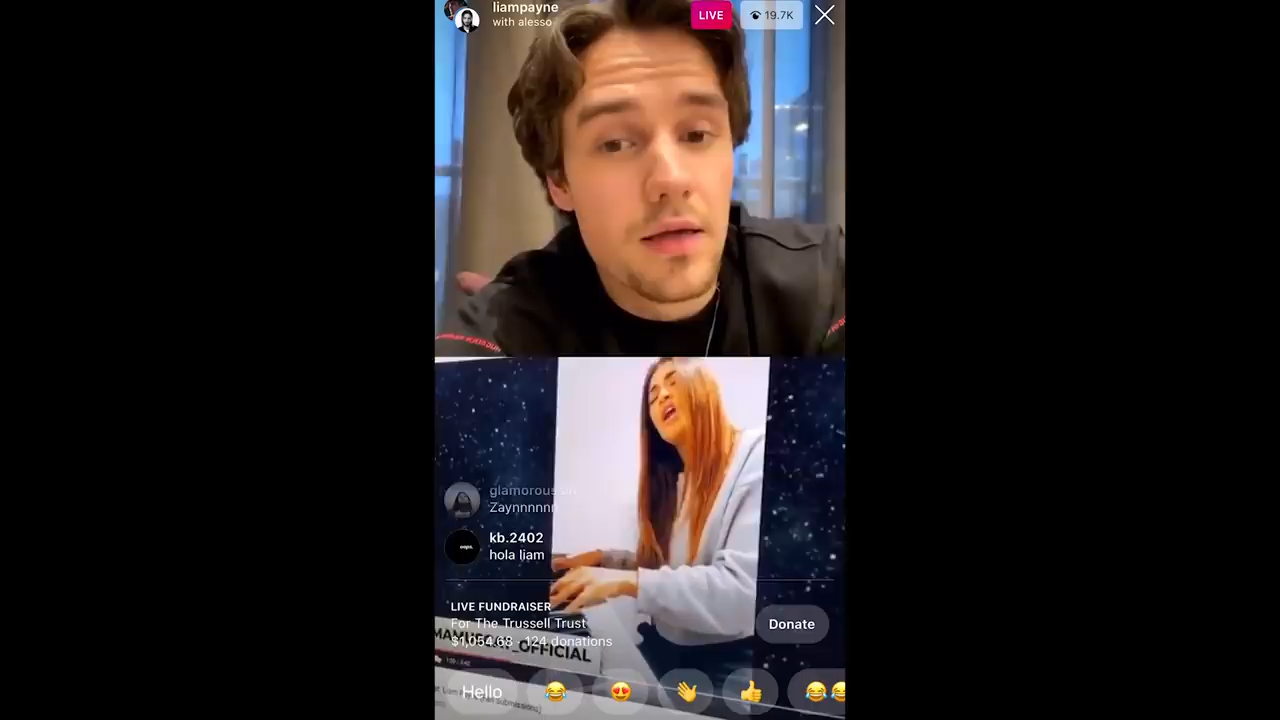 liampayne
with alesso
LIVE
19.7K
glamorous
Zaynnnnnn
kb.2402
hola liam
LIVE FUNDRAISER
For The Trussell Trust
Donate
$1,054.68 · 124 donations
_OFFICIAL
Hello